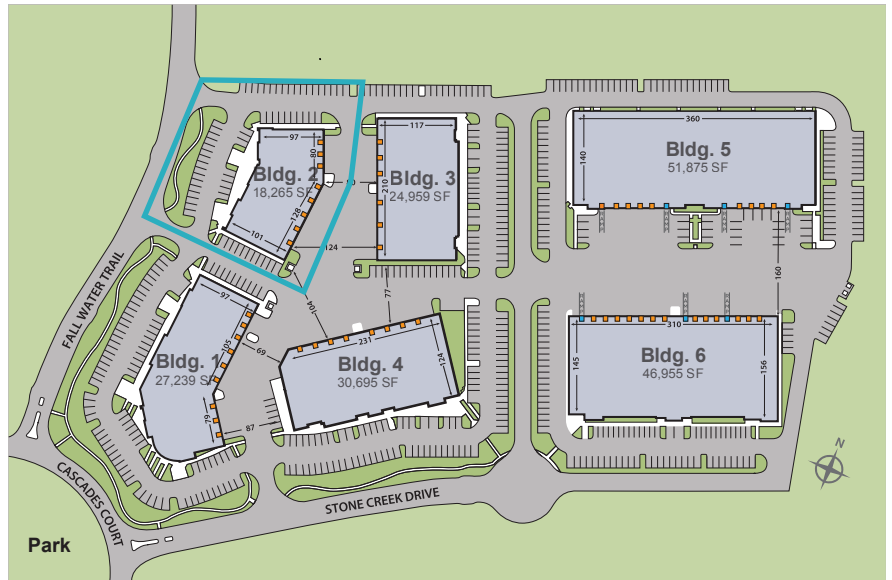 97
80
Bldg. 2
18,265 SF
128
101
124
117
210
Bldg. 3
24,959 SF
360
140
Bldg. 5
51,875 SF
160
FALL WATER TRAIL
97
105
Bldg. 1
27,239 SF
79
69
87
104
77
231
124
Bldg. 4
30,695 SF
310
145
Bldg. 6
46,955 SF
156
N
CASCADES COURT
STONE CREEK DRIVE
Park